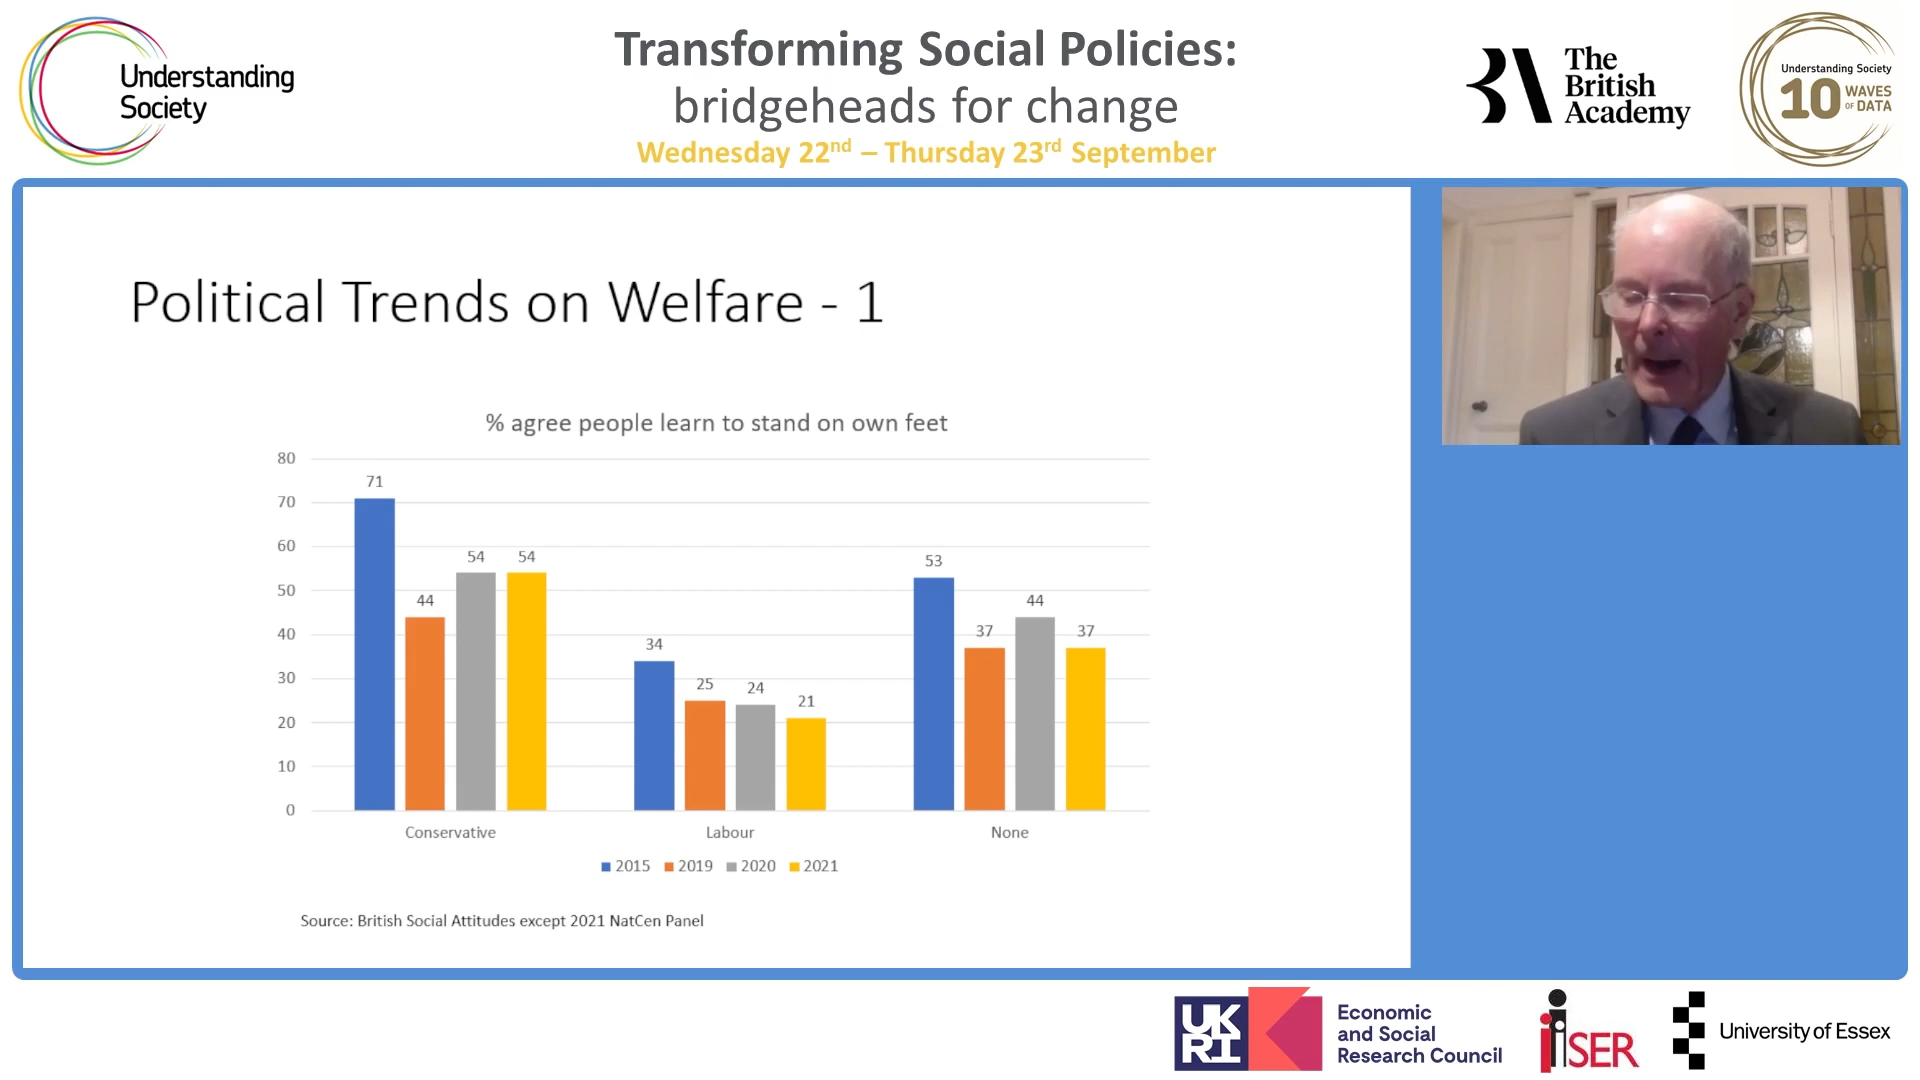 Understanding
Society
Transforming Social Policies:
bridgeheads for change
Wednesday 22nd – Thursday 23rd September
The
British
Academy
Understanding Society
10 WAVES
OF DATA
Political Trends on Welfare - 1
% agree people learn to stand on own feet
80
70
60
50
40
30
20
10
0
71
44
54
54
34
25
24
21
53
37
44
37
Conservative
Labour
None
2015
2019
2020
2021
Source: British Social Attitudes except 2021 NatCen Panel
UK
RI
Economic
and Social
Research Council
iSER
University of Essex